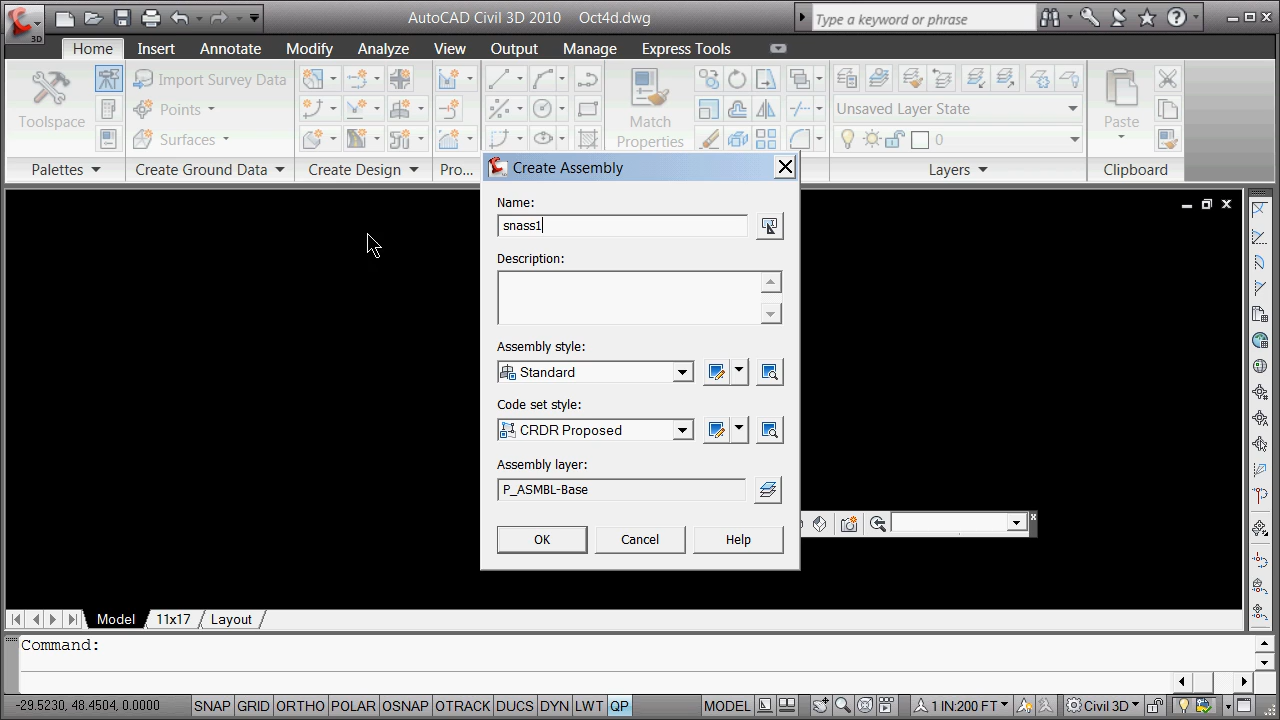 AutoCAD Civil 3D 2010 Oct4d.dwg
Type a keyword or phrase
3D
Home Insert Annotate Modify Analyze View Output Manage Express Tools
Toolspace
Import Survey Data
Points
Surfaces
Match
Properties
Unsaved Layer State
0
Paste
Palettes Create Ground Data Create Design Pro... Layers Clipboard
Create Assembly
Name:
snass1
Description:
Assembly style:
Standard
Code set style:
CRDR Proposed
Assembly layer:
P_ASMBL-Base
OK Cancel Help
Model 11x17 Layout
Command:
-29.5230, 48.4504, 0.0000 SNAP GRID ORTHO POLAR OSNAP OTRACK DUCS DYN LWT QP MODEL 1 IN:200 FT Civil 3D